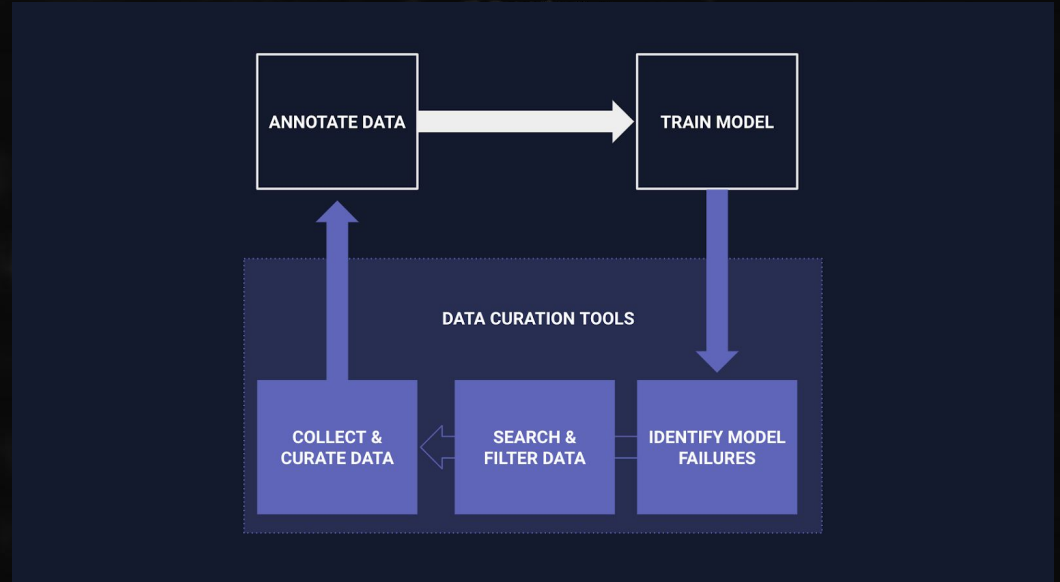 ANNOTATE DATA
TRAIN MODEL
DATA CURATION TOOLS
COLLECT &
CURATE DATA
SEARCH &
FILTER DATA
IDENTIFY MODEL
FAILURES